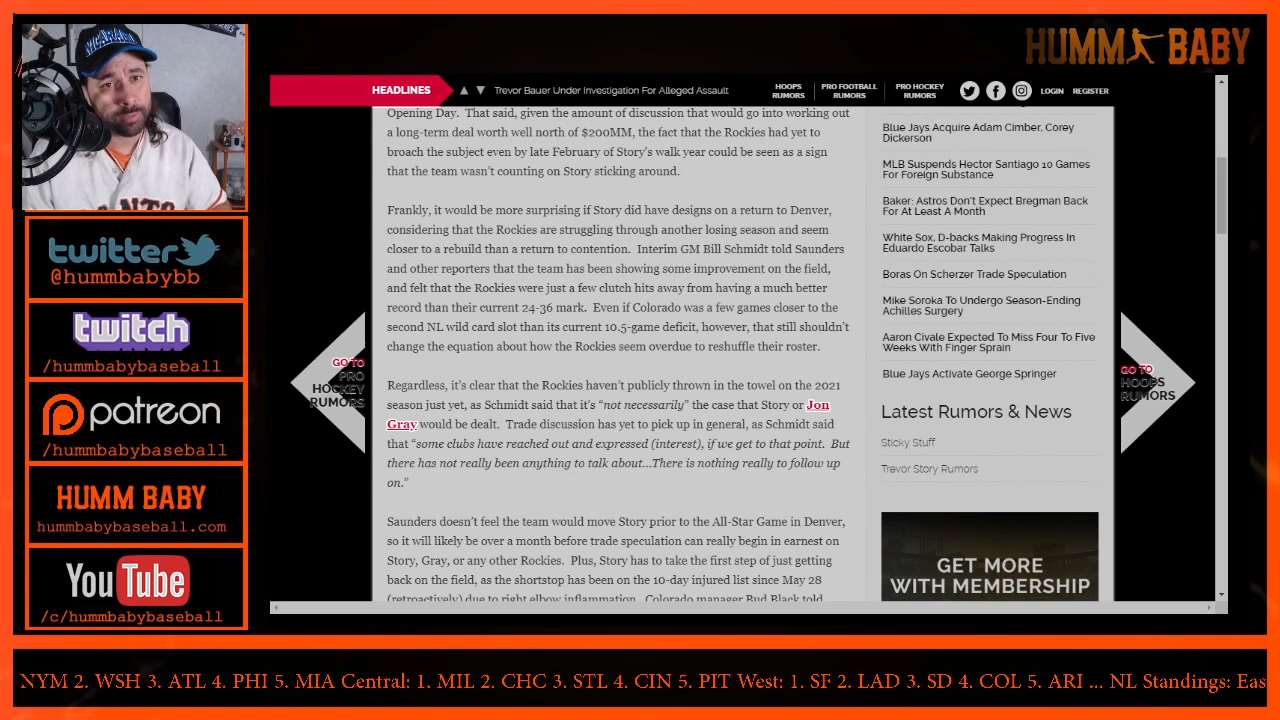 HUMM BABY
NICARAGUA
HEADLINES
Trevor Bauer Under Investigation For Alleged Assault
HOOPS
RUMORS
PRO FOOTBALL
RUMORS
PRO HOCKEY
RUMORS
LOGIN
REGISTER
Opening Day. That said, given the amount of discussion that would go into working out
a long-term deal worth well north of $200MM, the fact that the Rockies had yet to
broach the subject even by late February of Story's walk year could be seen as a sign
that the team wasn't counting on Story sticking around.
Frankly, it would be more surprising if Story did have designs on a return to Denver,
considering that the Rockies are struggling through another losing season and seem
closer to a rebuild than a return to contention. Interim GM Bill Schmidt told Saunders
and other reporters that the team has been showing some improvement on the field,
and felt that the Rockies were just a few clutch hits away from having a much better
record than their current 24-36 mark. Even if Colorado was a few games closer to the
second NL wild card slot than its current 10.5-game deficit, however, that still shouldn't
change the equation about how the Rockies seem overdue to reshuffle their roster.
Regardless, it's clear that the Rockies haven't publicly thrown in the towel on the 2021
season just yet, as Schmidt said that it's "not necessarily" the case that Story or Jon
Gray would be dealt. Trade discussion has yet to pick up in general, as Schmidt said
that "some clubs have reached out and expressed (interest), if we get to that point. But
there has not really been anything to talk about...There is nothing really to follow up
on."
Saunders doesn't feel the team would move Story prior to the All-Star Game in Denver,
so it will likely be over a month before trade speculation can really begin in earnest on
Story, Gray, or any other Rockies. Plus, Story has to take the first step of just getting
back on the field, as the shortstop has been on the 10-day injured list since May 28
(retroactively) due to right elbow inflammation. Colorado manager Bud Black told
Blue Jays Acquire Adam Cimber, Corey
Dickerson
MLB Suspends Hector Santiago 10 Games
For Foreign Substance
Baker: Astros Don't Expect Bregman Back
For At Least A Month
White Sox, D-backs Making Progress In
Eduardo Escobar Talks
Boras On Scherzer Trade Speculation
Mike Soroka To Undergo Season-Ending
Achilles Surgery
Aaron Civale Expected To Miss Four To Five
Weeks With Finger Sprain
Blue Jays Activate George Springer
Latest Rumors & News
Sticky Stuff
Trevor Story Rumors
GET MORE
WITH MEMBERSHIP
GO TO
PRO
HOCKEY
RUMORS
GO TO
HOOPS
RUMORS
twitter
@hummbabybb
twitch
/hummbabybaseball
patreon
/hummbabybaseball
HUMM BABY
hummbabybaseball.com
YouTube
/c/hummbabybaseball
NYM 2. WSH 3. ATL 4. PHI 5. MIA Central: 1. MIL 2. CHC 3. STL 4. CIN 5. PIT West: 1. SF 2. LAD 3. SD 4. COL 5. ARI ... NL Standings: Eas